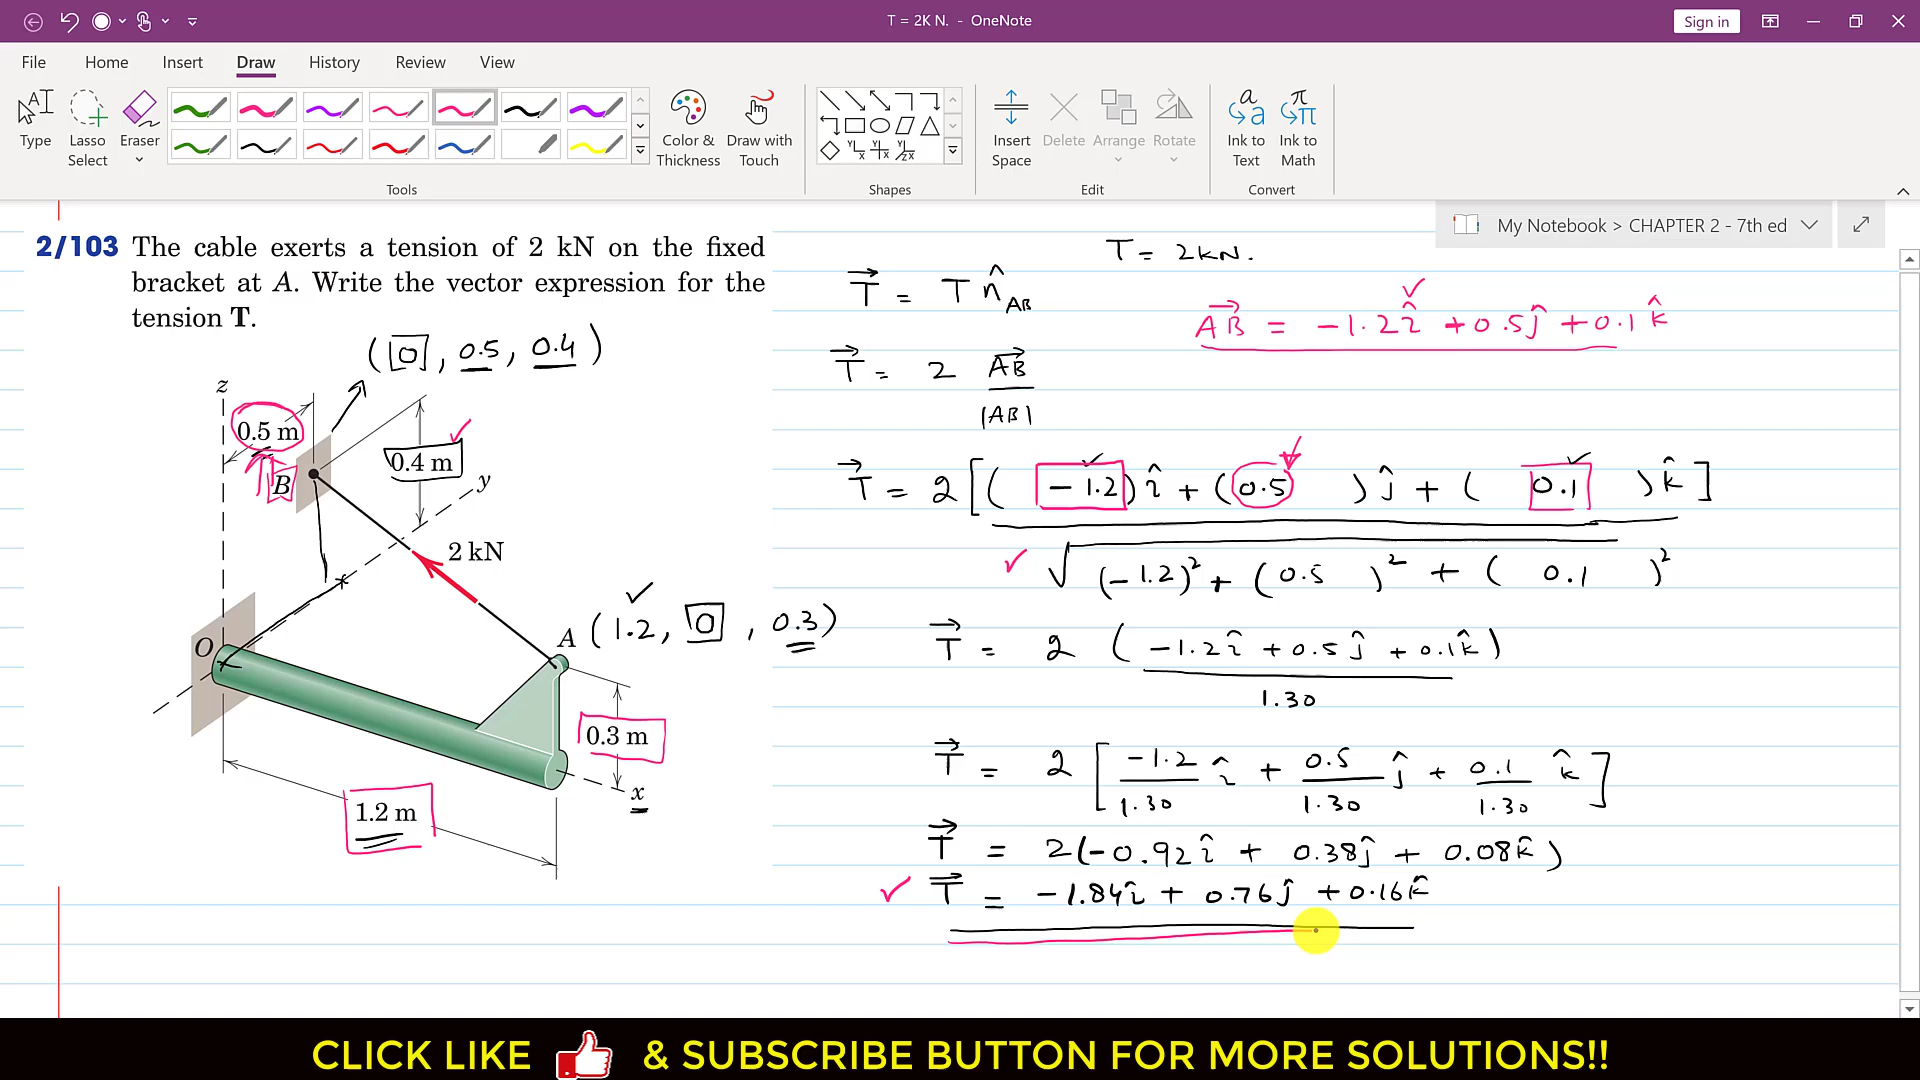 T = 2K N. - OneNote
Sign in
File Home Insert Draw History Review View
Type
Lasso Select
Eraser
Color & Thickness
Draw with Touch
Insert Space
Delete
Arrange
Rotate
Ink to Text
Ink to Math
Tools
Shapes
Edit
Convert
My Notebook > CHAPTER 2 - 7th ed
2/103 The cable exerts a tension of 2 kN on the fixed
bracket at A. Write the vector expression for the
tension T.
(0, 0.5, 0.4)
z
0.5 m
B
0.4 m
y
2 kN
O
A (1.2, 0, 0.3)
0.3 m
x
1.2 m
T = 2kN.
T⃗ = T n̂AB
AB⃗ = -1.2î + 0.5ĵ + 0.1k̂
T⃗ = 2 AB⃗
|AB|
T⃗ = 2[(-1.2)î + (0.5)ĵ + (0.1)k̂]
√(-1.2)² + (0.5)² + (0.1)²
T⃗ = 2 (-1.2î + 0.5ĵ + 0.1k̂)
1.30
T⃗ = 2 [-1.2/1.30 î + 0.5/1.30 ĵ + 0.1/1.30 k̂]
T⃗ = 2(-0.92î + 0.38ĵ + 0.08k̂)
T⃗ = -1.84î + 0.76ĵ + 0.16k̂
CLICK LIKE & SUBSCRIBE BUTTON FOR MORE SOLUTIONS!!